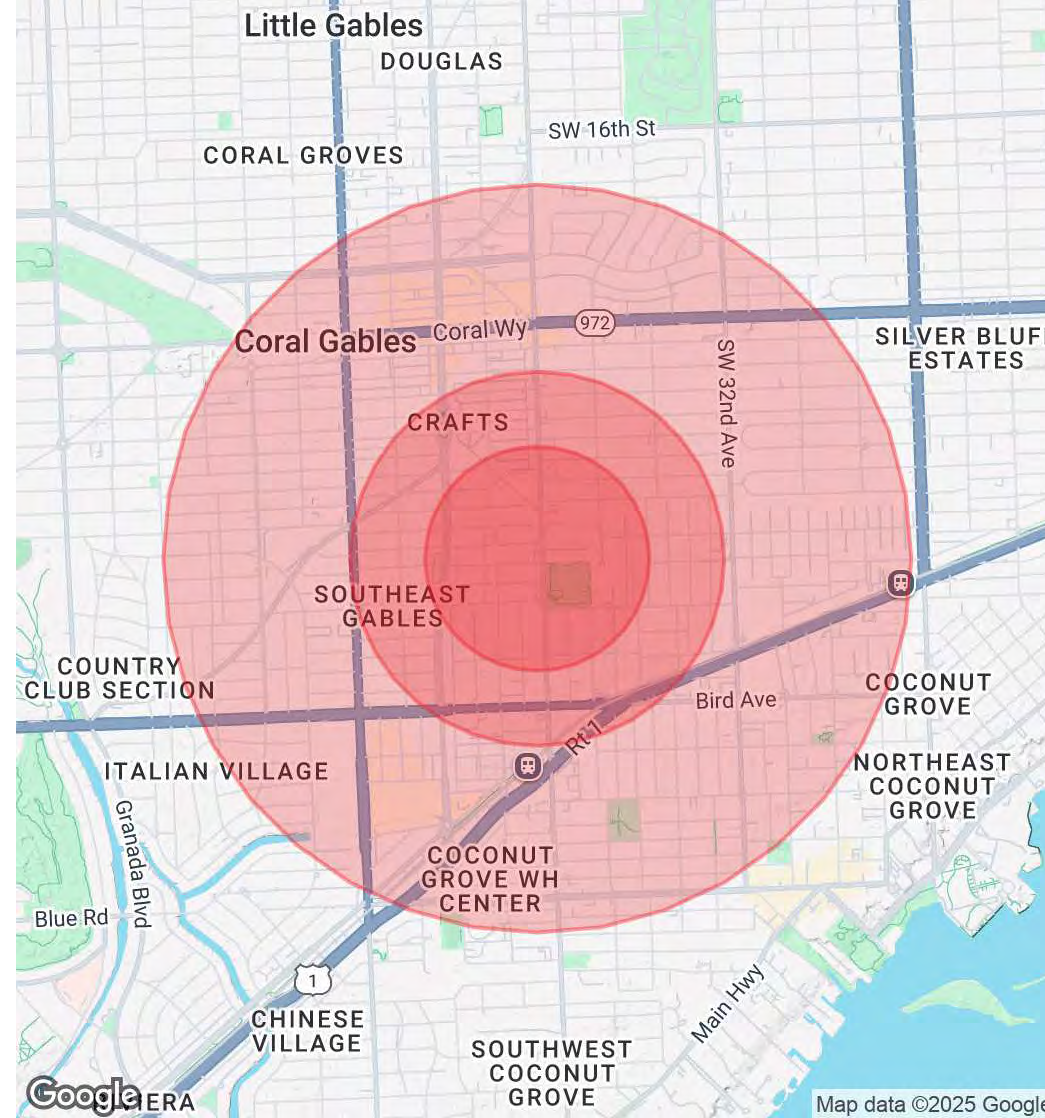 Little Gables
DOUGLAS
SW 16th St
CORAL GROVES
972
Coral Wy
Coral Gables
SILVER BLUFF
ESTATES
SW 32nd Ave
CRAFTS
SOUTHEAST
GABLES
COUNTRY
CLUB SECTION
COCONUT
GROVE
Bird Ave
Rt 1
ITALIAN VILLAGE
NORTHEAST
COCONUT
GROVE
Granada Blvd
COCONUT
GROVE WH
CENTER
Blue Rd
1
Main Hwy
CHINESE
VILLAGE
SOUTHWEST
COCONUT
GROVE
Google
RIVIERA
Map data ©2025 Google